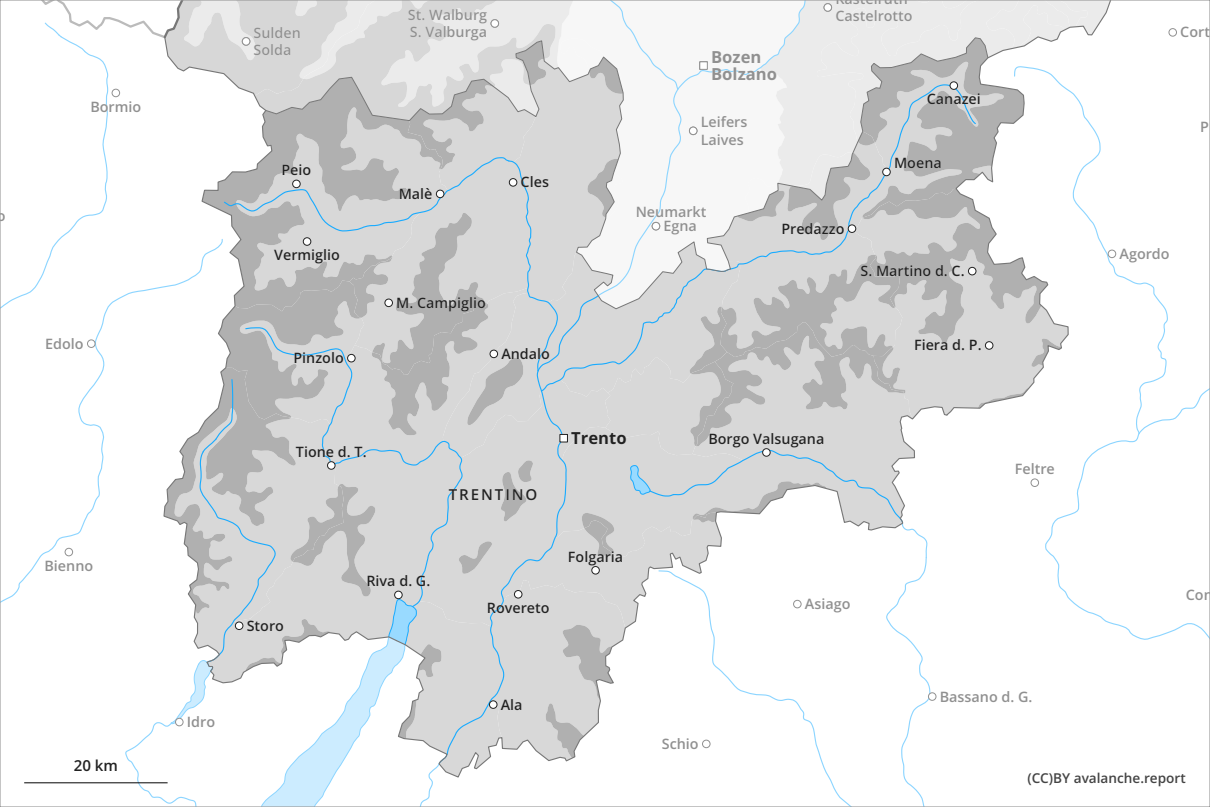 Kastelruth
Castelrotto
St. Walburg
S. Valburga
Sulden
Solda
Cort
Bozen
Bolzano
Bormio
Canazei
Leifers
Laives
P
Moena
Peio
Malè
Cles
Neumarkt
Egna
Predazzo
Vermiglio
Agordo
S. Martino d. C.
M. Campiglio
Edolo
Pinzolo
Andalo
Fiera d. P.
Trento
Borgo Valsugana
Tione d. T.
Feltre
TRENTINO
Folgaria
Bienno
Riva d. G.
Cor
Rovereto
Asiago
Storo
Bassano d. G.
Ala
Idro
Schio
20 km
(CC)BY avalanche.report